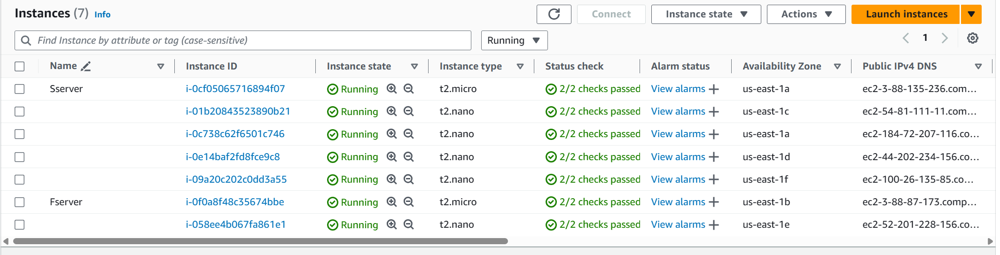 Instances (7) Info
Connect Instance state Actions Launch instances
Find Instance by attribute or tag (case-sensitive) Running 1
Name Instance ID Instance state Instance type Status check Alarm status Availability Zone Public IPv4 DNS
Sserver i-0cf05065716894f07 Running t2.micro 2/2 checks passed View alarms us-east-1a ec2-3-88-135-236.com...
i-01b20843523890b21 Running t2.nano 2/2 checks passed View alarms us-east-1c ec2-54-81-111-11.com...
i-0c738c62f6501c746 Running t2.nano 2/2 checks passed View alarms us-east-1a ec2-184-72-207-116.co...
i-0e14baf2fd8fce9c8 Running t2.nano 2/2 checks passed View alarms us-east-1d ec2-44-202-234-156.co...
i-09a20c202c0dd3a55 Running t2.nano 2/2 checks passed View alarms us-east-1f ec2-100-26-135-85.co...
Fserver i-0f0a8f48c35674bbe Running t2.micro 2/2 checks passed View alarms us-east-1b ec2-3-88-87-173.comp...
i-058ee4b067fa861e1 Running t2.nano 2/2 checks passed View alarms us-east-1e ec2-52-201-228-156.co...